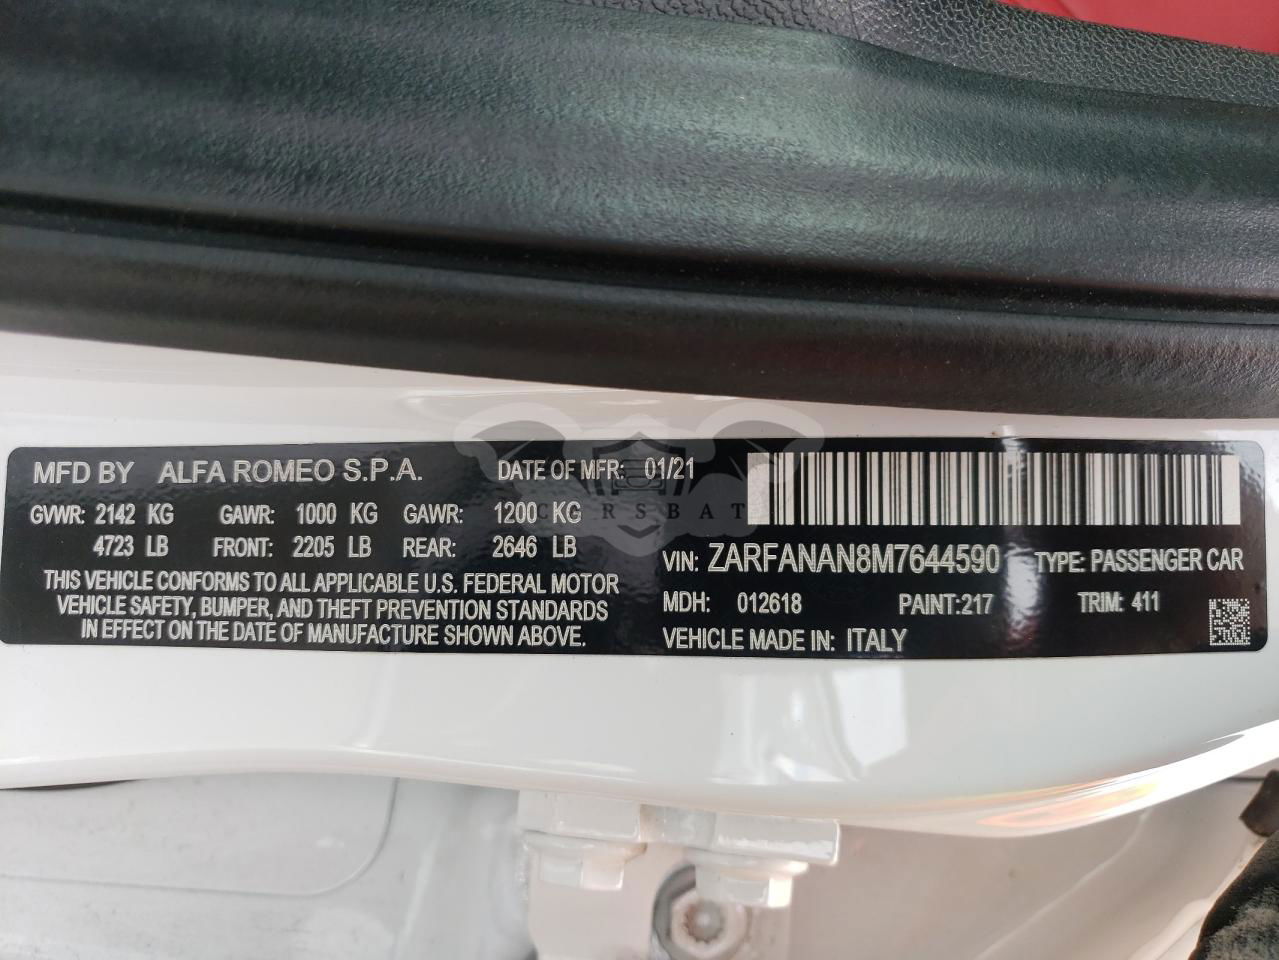 MFD BY ALFA ROMEO S.P.A. DATE OF MFR: 01/21
GVWR: 2142 KG GAWR: 1000 KG GAWR: 1200 KG
4723 LB FRONT: 2205 LB REAR: 2646 LB
THIS VEHICLE CONFORMS TO ALL APPLICABLE U.S. FEDERAL MOTOR
VEHICLE SAFETY, BUMPER, AND THEFT PREVENTION STANDARDS
IN EFFECT ON THE DATE OF MANUFACTURE SHOWN ABOVE.
VIN: ZARFANAN8M7644590 TYPE: PASSENGER CAR
MDH: 012618 PAINT:217 TRIM: 411
VEHICLE MADE IN: ITALY